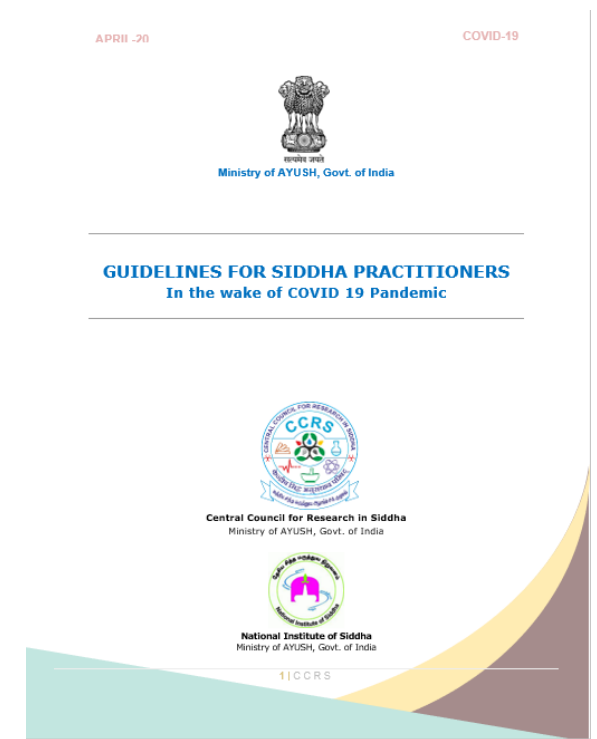 APRIL-20
COVID-19
सत्यमेव जयते
Ministry of AYUSH, Govt. of India
GUIDELINES FOR SIDDHA PRACTITIONERS
In the wake of COVID 19 Pandemic
CENTRAL COUNCIL FOR RESEARCH IN SIDDHA
CCRS
Central Council for Research in Siddha
Ministry of AYUSH, Govt. of India
தேசிய சித்த மருத்துவ நிறுவனம்
National Institute of Siddha
National Institute of Siddha
Ministry of AYUSH, Govt. of India
1 | C C R S